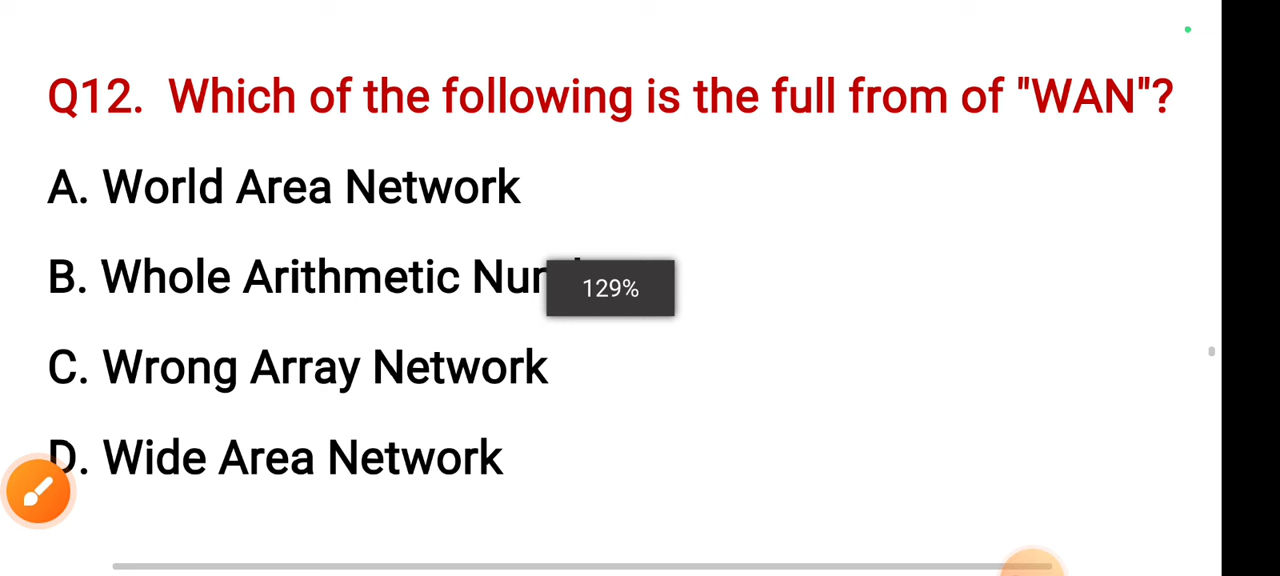 Q12. Which of the following is the full from of "WAN"?
A. World Area Network
B. Whole Arithmetic
129%
C. Wrong Array Network
D. Wide Area Network